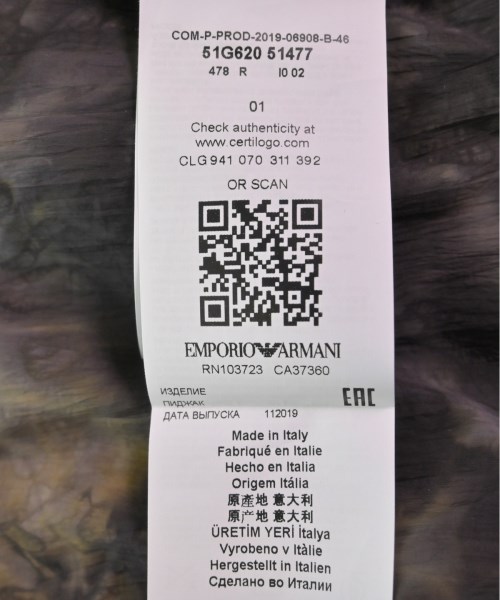 COM-P-PROD-2019-06908-B-46
51G620 51477
478 R I0 02
01
Check authenticity at
www.certilogo.com
CLG 941 070 311 392
OR SCAN
EMPORIO ARMANI
RN103723 CA37360
ИЗДЕЛИЕ
ПИДЖАК
EAC
ДАТА ВЫПУСКА 112019
Made in Italy
Fabriqué en Italie
Hecho en Italia
Origem Itália
原產地 意大利
原产地 意大利
ÜRETİM YERİ İtalya
Vyrobeno v Itàlie
Hergestellt in Italien
Сделано во Италии